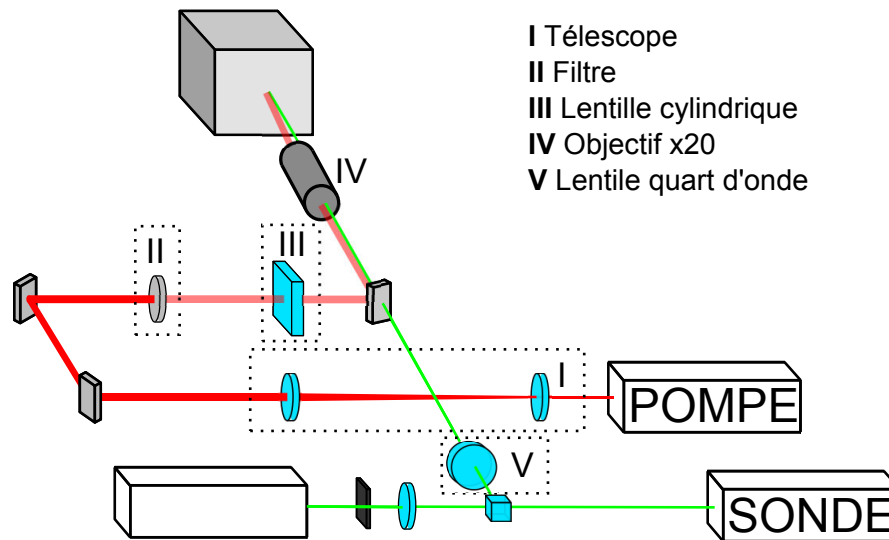 I Télescope
II Filtre
III Lentille cylindrique
IV Objectif x20
V Lentile quart d'onde
IV
II
III
I
POMPE
V
SONDE